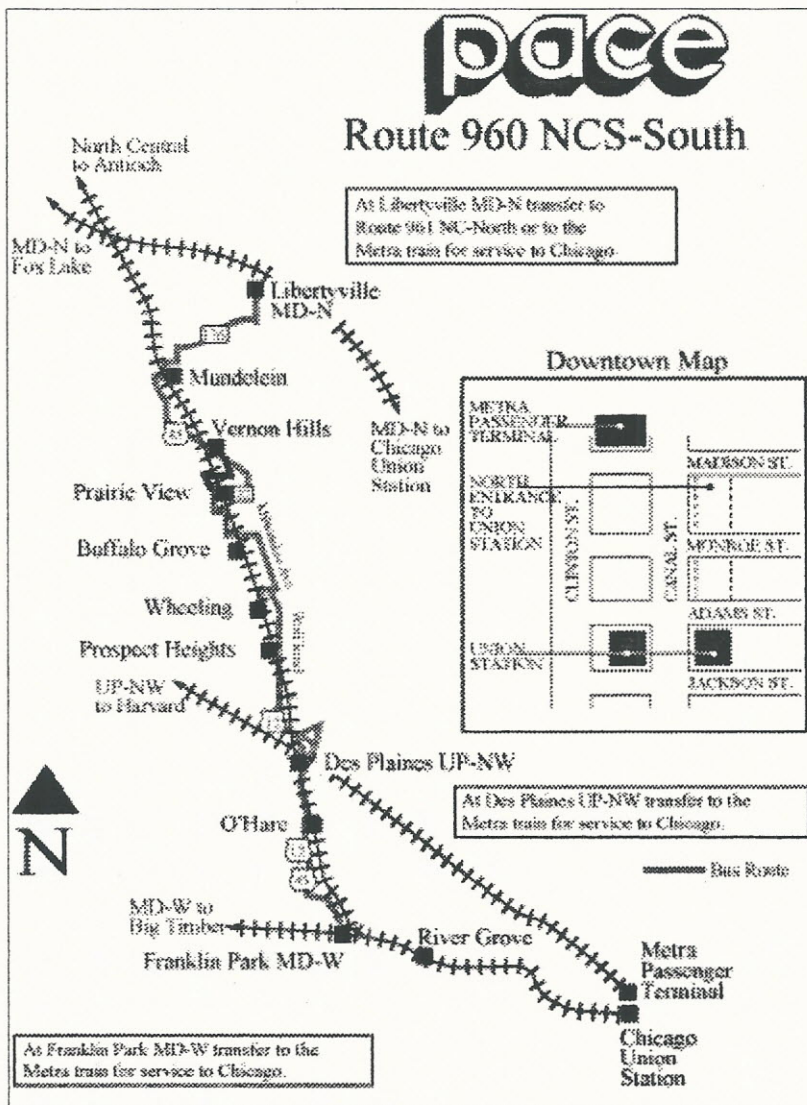 pace
Route 960 NCS-South
North Central
to Antioch
At Libertyville MD-N transfer to
Route 961 NC-North or to the
Metra train for service to Chicago.
MD-N to
Fox Lake
Libertyville
MD-N
176
Mundelein
Downtown Map
45
Vernon Hills
MD-N to
Chicago
Union
Station
METRA
PASSENGER
TERMINAL
MADISON ST.
Prairie View
NORTH
ENTRANCE
TO
UNION
STATION
CLINTON ST.
CANAL ST.
MONROE ST.
Buffalo Grove
Wheeling
ADAMS ST.
Prospect Heights
UNION
STATION
JACKSON ST.
UP-NW
to Harvard
12
Des Plaines UP-NW
N
At Des Plaines UP-NW transfer to the
Metra train for service to Chicago.
O'Hare
12
45
Bus Route
MD-W to
Big Timber
River Grove
Franklin Park MD-W
Metra
Passenger
Terminal
Chicago
Union
Station
At Franklin Park MD-W transfer to the
Metra train for service to Chicago.